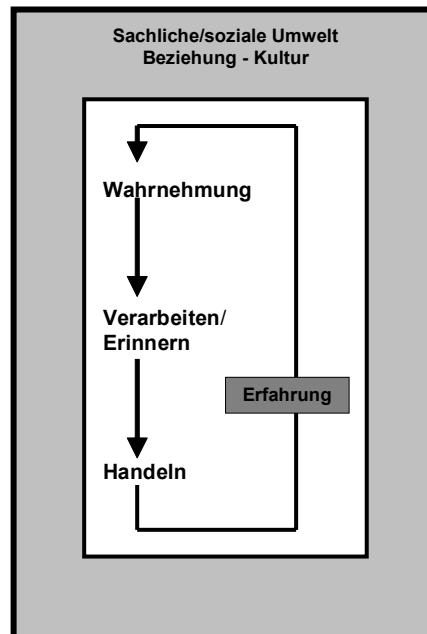 Sachliche/soziale Umwelt
Beziehung - Kultur
Wahrnehmung
Verarbeiten/
Erinnern
Erfahrung
Handeln